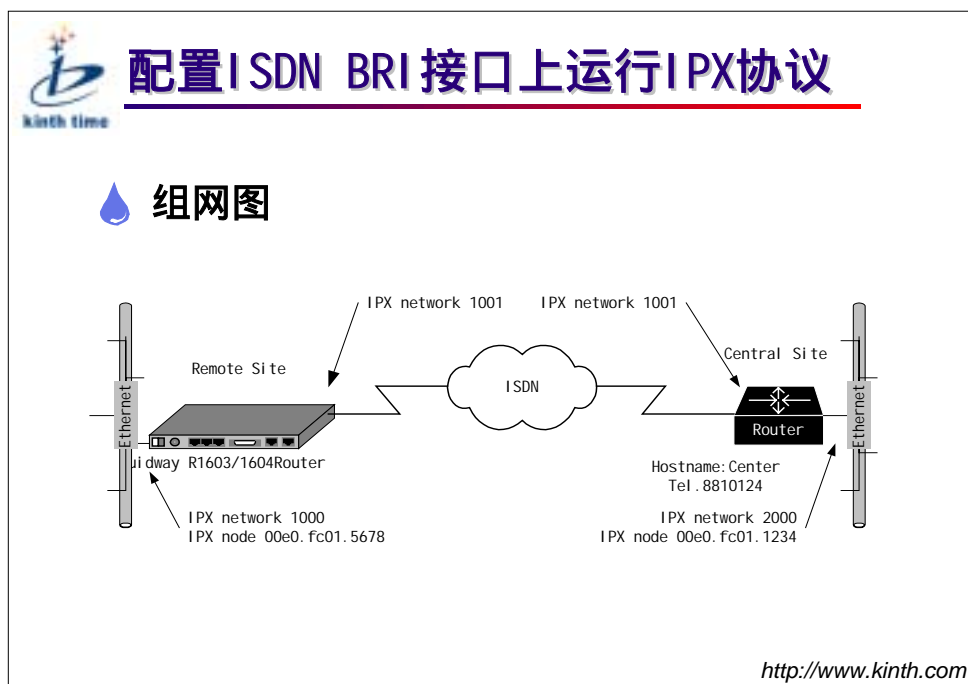 kinth time
配置ISDN BRI接口上运行IPX协议
组网图
IPX network 1001
IPX network 1001
Remote Site
Central Site
ISDN
Ethernet
Ethernet
Router
uidway R1603/1604Router
Hostname:Center
Tel.8810124
IPX network 1000
IPX node 00e0.fc01.5678
IPX network 2000
IPX node 00e0.fc01.1234
http://www.kinth.com